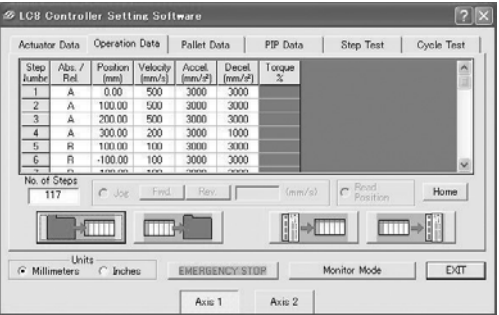 LC8 Controller Setting Software
Actuator Data Operation Data Pallet Data PIP Data Step Test Cycle Test
Step Abs. / Position Velocity Accel. Decel. Torque
Numbe Rel. (mm) (mm/s) (mm/s²) (mm/s²) %
1 A 0.00 500 3000 3000
2 A 100.00 500 3000 3000
3 A 200.00 500 3000 3000
4 A 300.00 200 3000 1000
5 R 100.00 100 3000 3000
6 R -100.00 100 3000 3000
No. of Steps
117 Jog Fwd. Rev. (mm/s) Read Position Home
Units
Millimeters Inches EMERGENCY STOP Monitor Mode EXIT
Axis 1 Axis 2